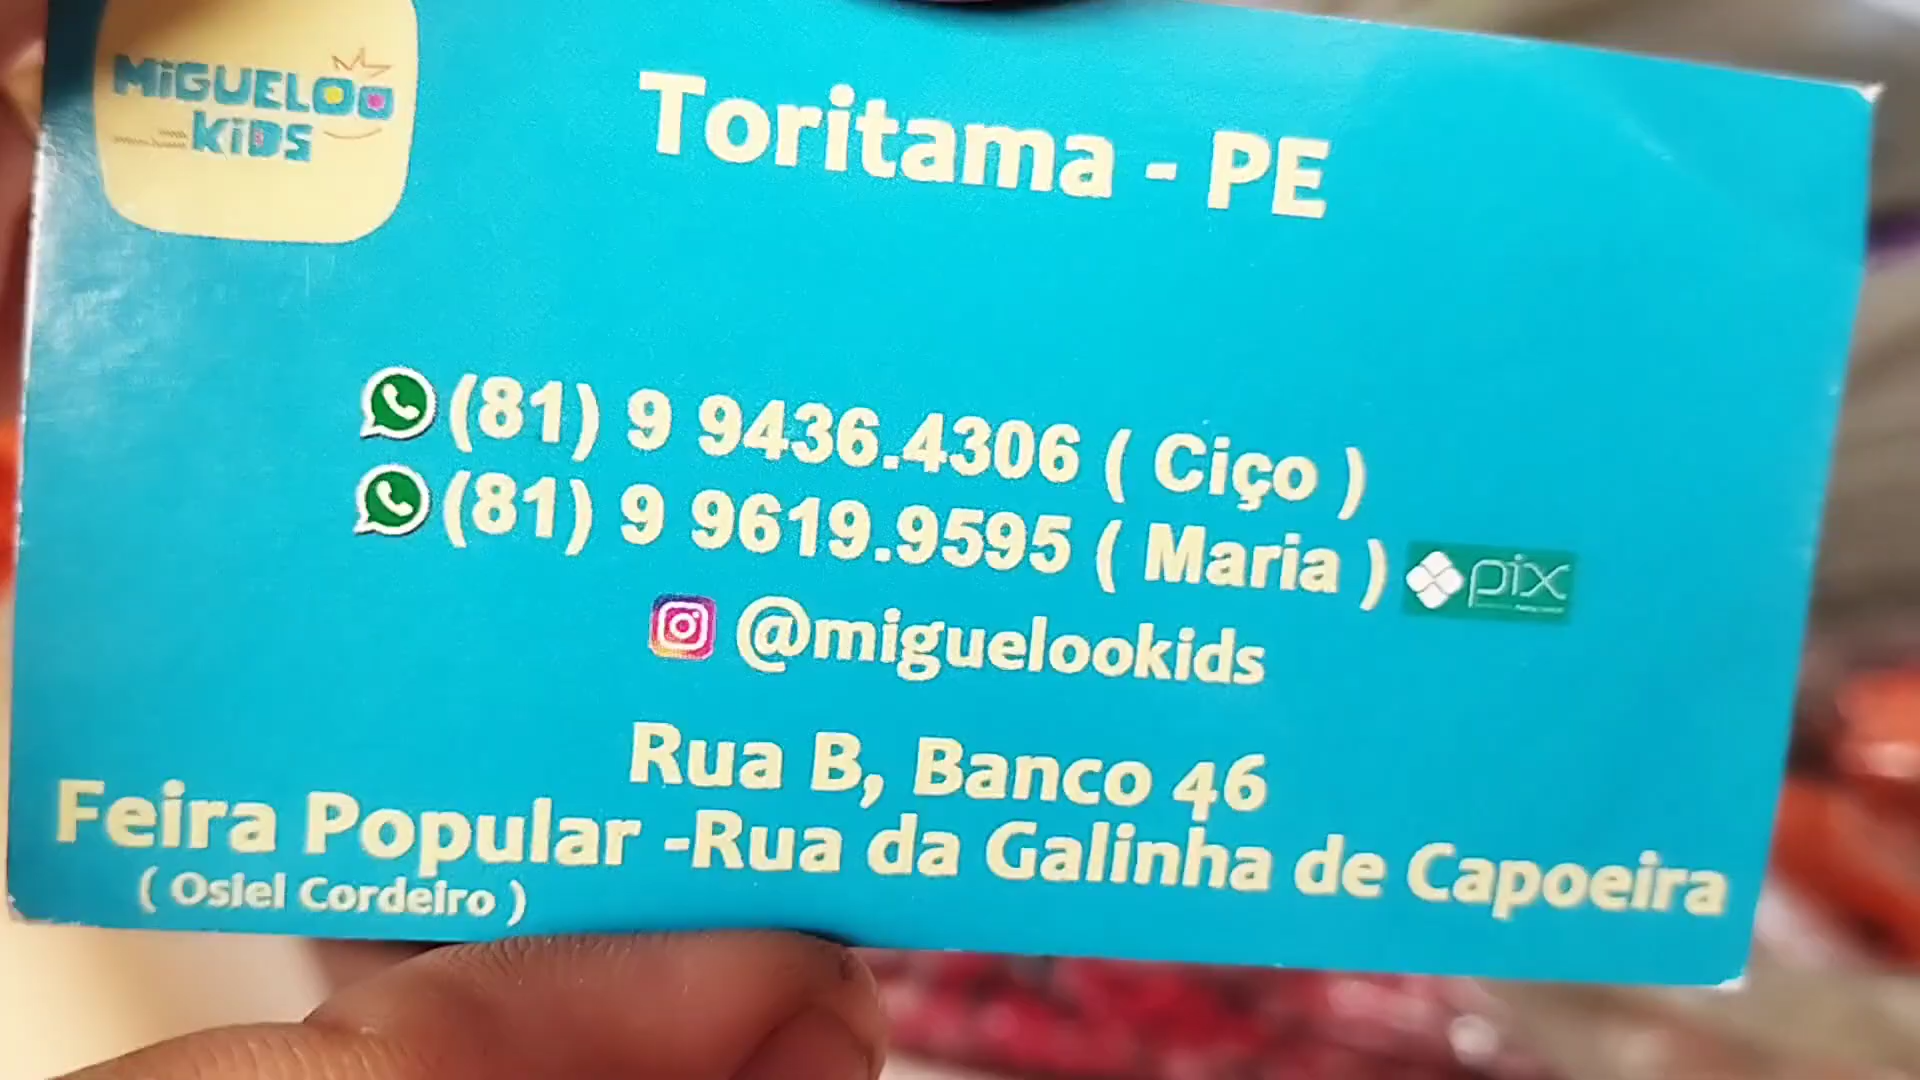 MiGUELOO
KiDS
Toritama - PE
(81) 9 9436.4306 ( Ciço )
(81) 9 9619.9595 ( Maria ) pix
@miguelookids
Rua B, Banco 46
Feira Popular -Rua da Galinha de Capoeira
( Osiel Cordeiro )